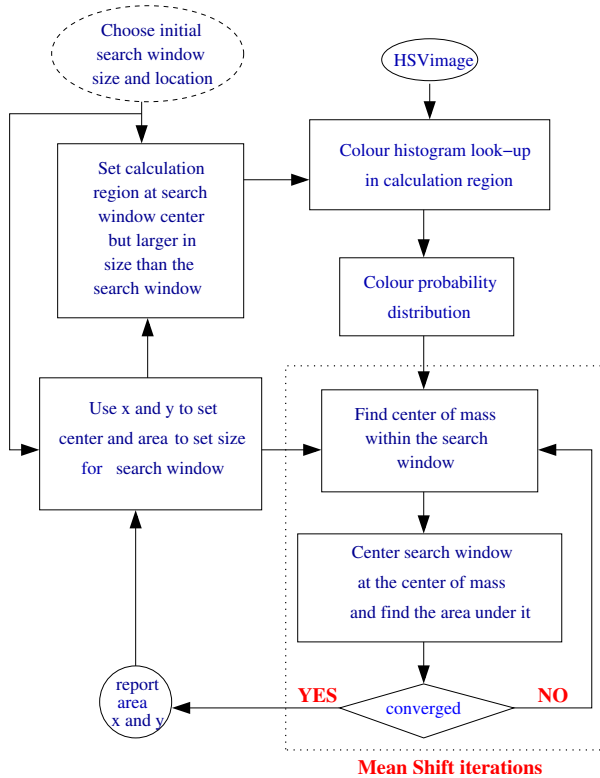 Choose initial
search window
size and location
HSVimage
Set calculation
region at search
window center
but larger in
size than the
search window
Colour histogram look-up
in calculation region
Colour probability
distribution
Use x and y to set
center and area to set size
for search window
Find center of mass
within the search
window
Center search window
at the center of mass
and find the area under it
report
area
x and y
YES
converged
NO
Mean Shift iterations